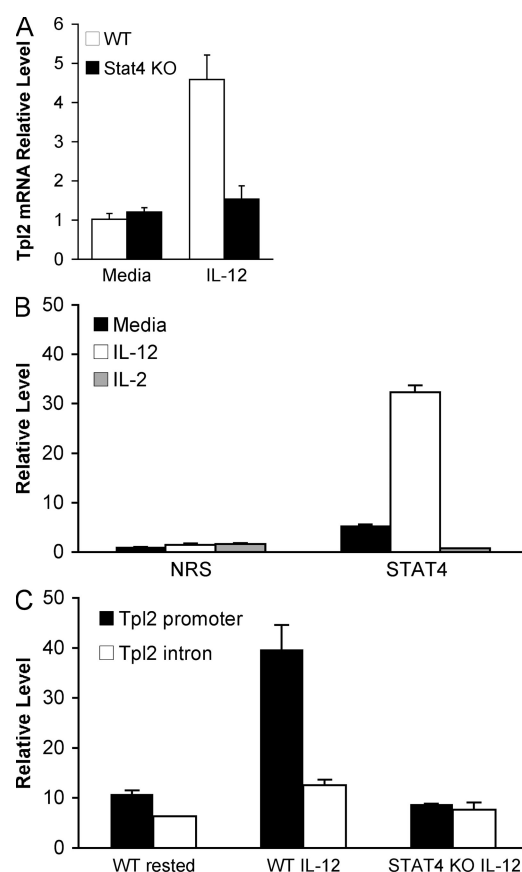 A
WT
Stat4 KO
Tpl2 mRNA Relative Level
6
5
4
3
2
1
0
Media IL-12
B
Media
IL-12
IL-2
Relative Level
50
40
30
20
10
0
NRS STAT4
C
Tpl2 promoter
Tpl2 intron
Relative Level
50
40
30
20
10
0
WT rested WT IL-12 STAT4 KO IL-12